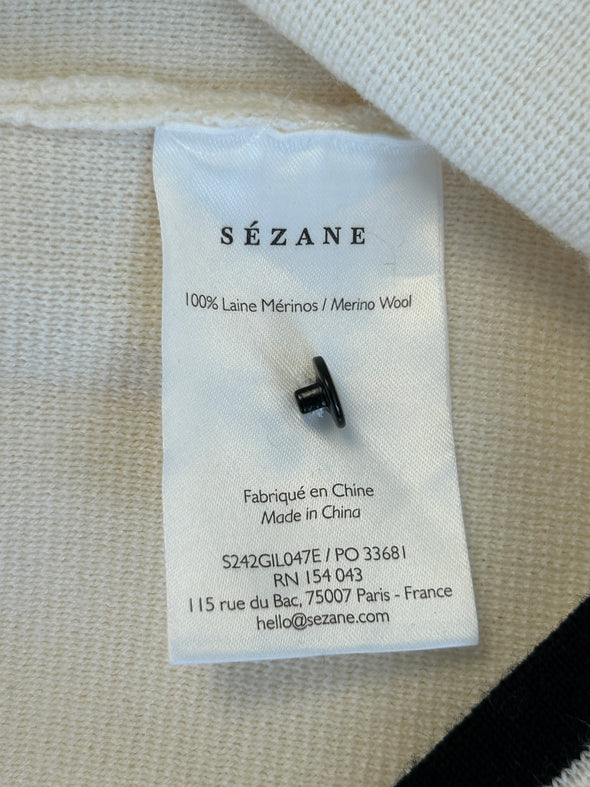 SÉZANE
100% Laine Mérinos / Merino Wool
Fabriqué en Chine
Made in China
S242GIL047E / PO 33681
RN 154 043
115 rue du Bac, 75007 Paris - France
hello@sezane.com